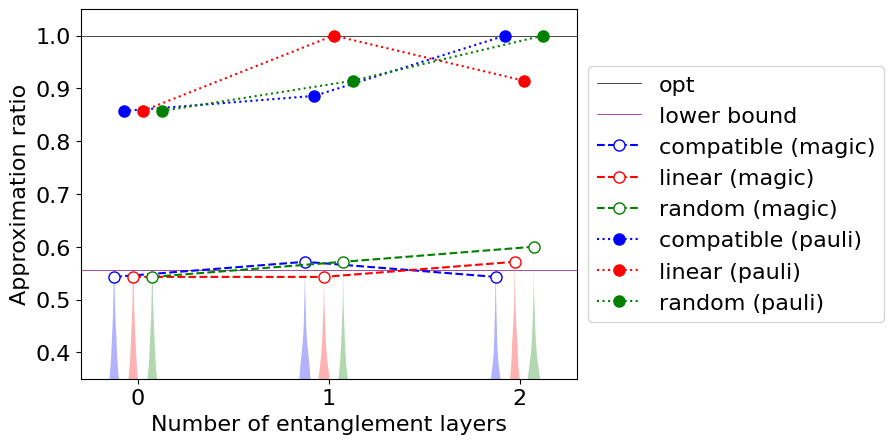 1.0
0.9
0.8
0.7
0.6
0.5
0.4
Approximation ratio
0
1
2
Number of entanglement layers
opt
lower bound
compatible (magic)
linear (magic)
random (magic)
compatible (pauli)
linear (pauli)
random (pauli)